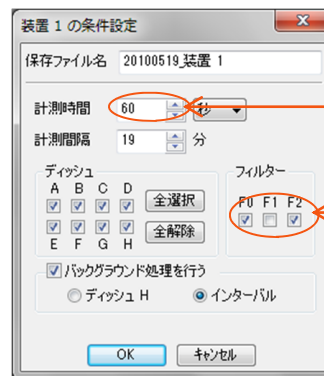 装置 1 の条件設定
保存ファイル名 20100519_装置 1
計測時間 60 秒
計測間隔 19 分
ディッシュ
A B C D
全選択
全解除
E F G H
フィルター
F0 F1 F2
バックグラウンド処理を行う
ディッシュ H インターバル
OK キャンセル